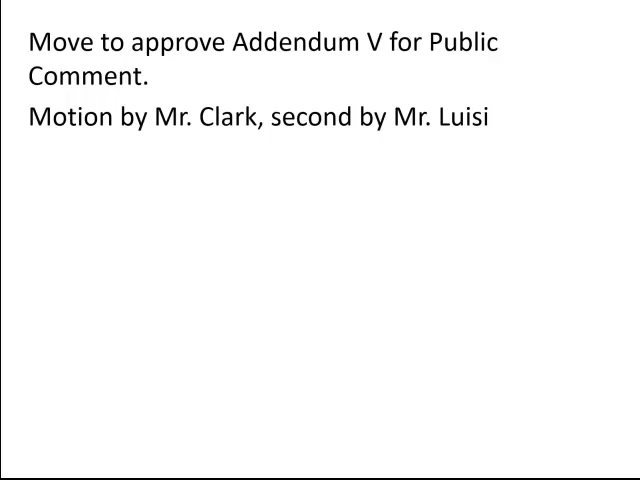 Move to approve Addendum V for Public
Comment.
Motion by Mr. Clark, second by Mr. Luisi